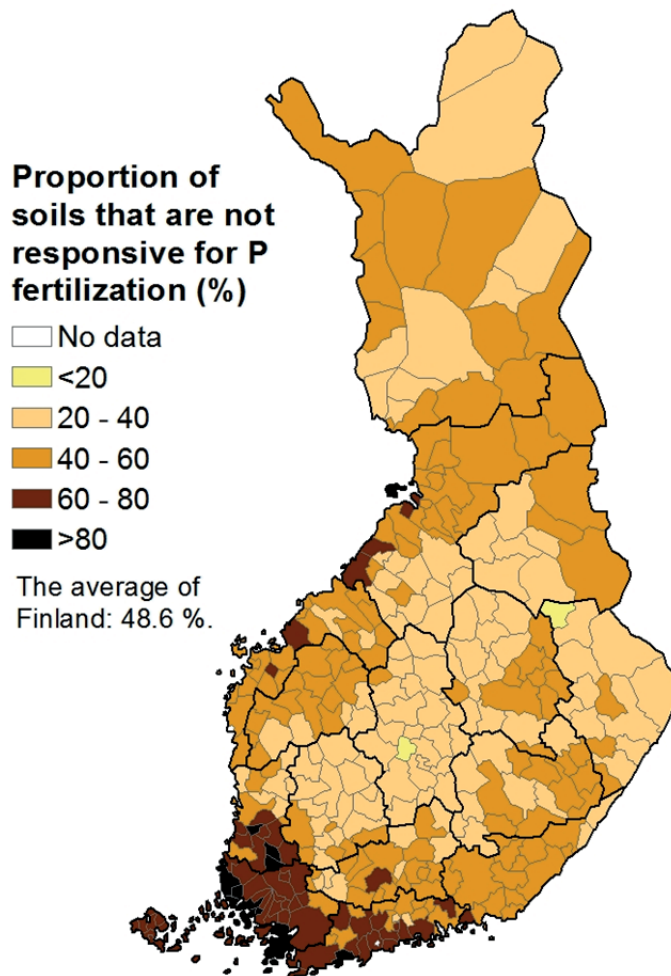 Proportion of
soils that are not
responsive for P
fertilization (%)
No data
<20
20 - 40
40 - 60
60 - 80
>80
The average of
Finland: 48.6 %.